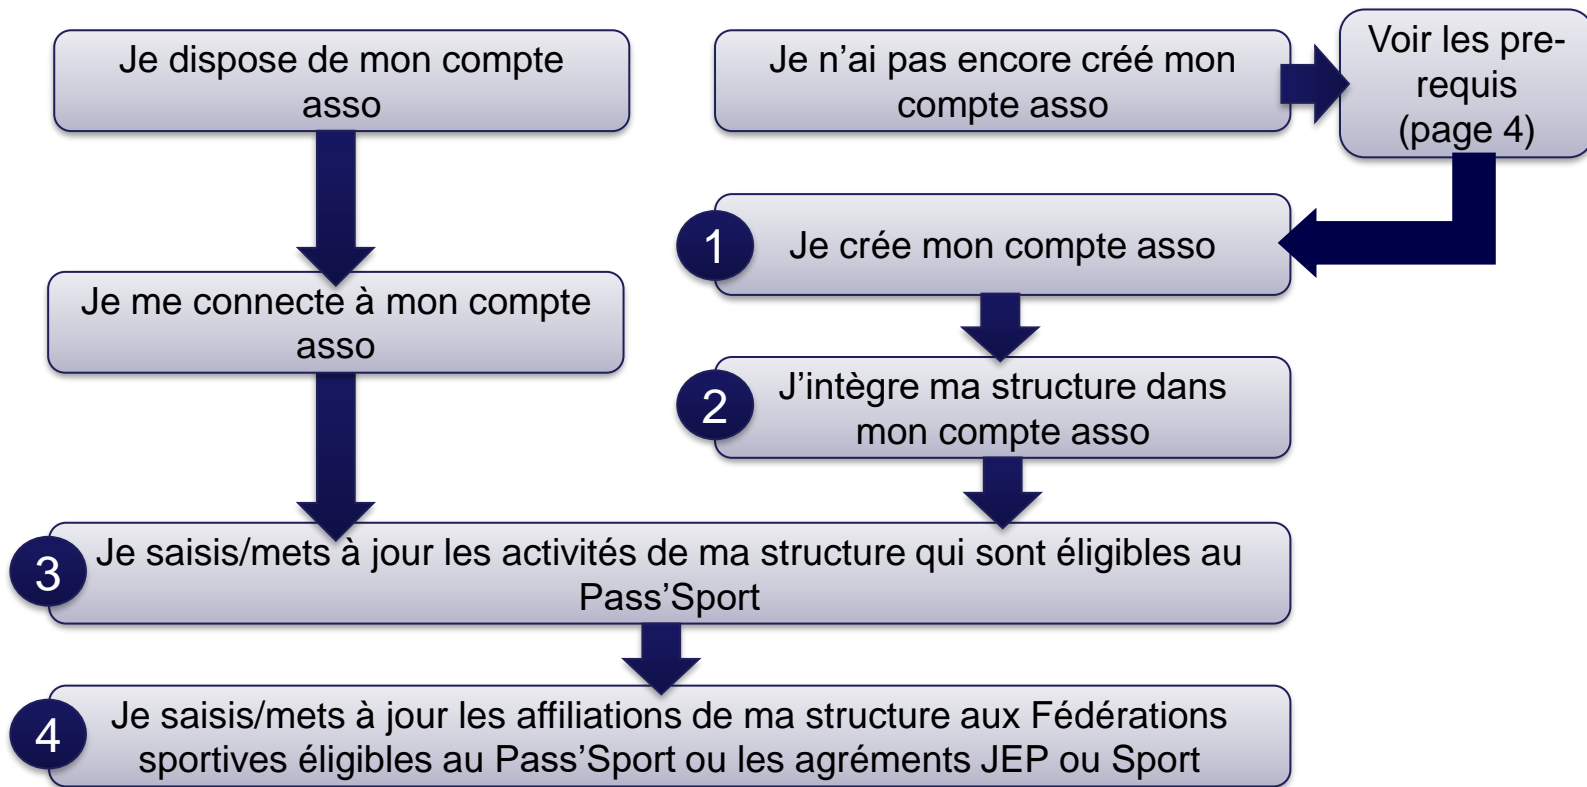 Je dispose de mon compte
asso
Je n’ai pas encore créé mon
compte asso
Voir les pre-
requis
(page 4)
1
Je crée mon compte asso
Je me connecte à mon compte
asso
2
J’intègre ma structure dans
mon compte asso
3
Je saisis/mets à jour les activités de ma structure qui sont éligibles au
Pass’Sport
4
Je saisis/mets à jour les affiliations de ma structure aux Fédérations
sportives éligibles au Pass’Sport ou les agréments JEP ou Sport